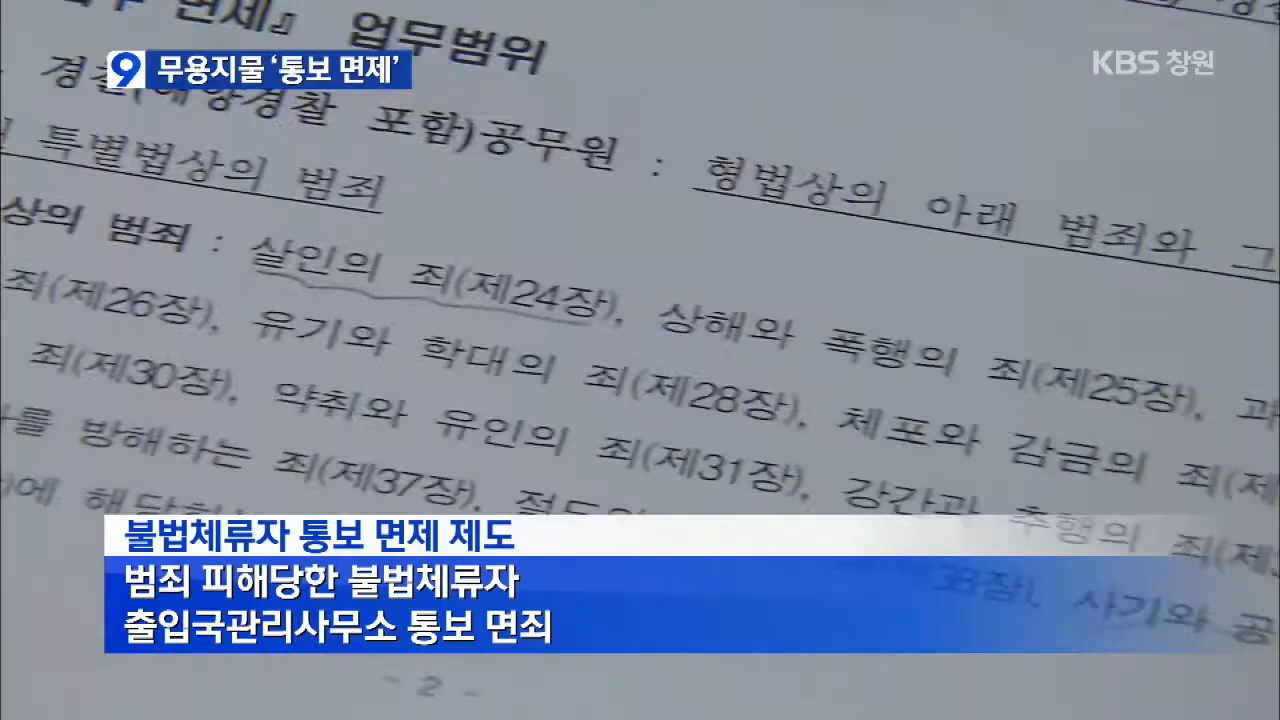 면제』 업무범위
9 무용지물 ‘통보 면제’
KBS 창원
경찰(해양경찰 포함)공무원 : 형법상의 아래 범죄와 그
특별법상의 범죄
상의 범죄 : 살인의 죄(제24장), 상해와 폭행의 죄(제25장), 과
죄(제26장), 유기와 학대의 죄(제28장), 체포와 감금의 죄(제
죄(제30장), 약취와 유인의 죄(제31장), 강간과 추행의 죄(제
를 방해하는 죄(제37장), 38장), 사기와 공
에
불법체류자 통보 면제 제도
범죄 피해당한 불법체류자
출입국관리사무소 통보 면죄
- 2 -